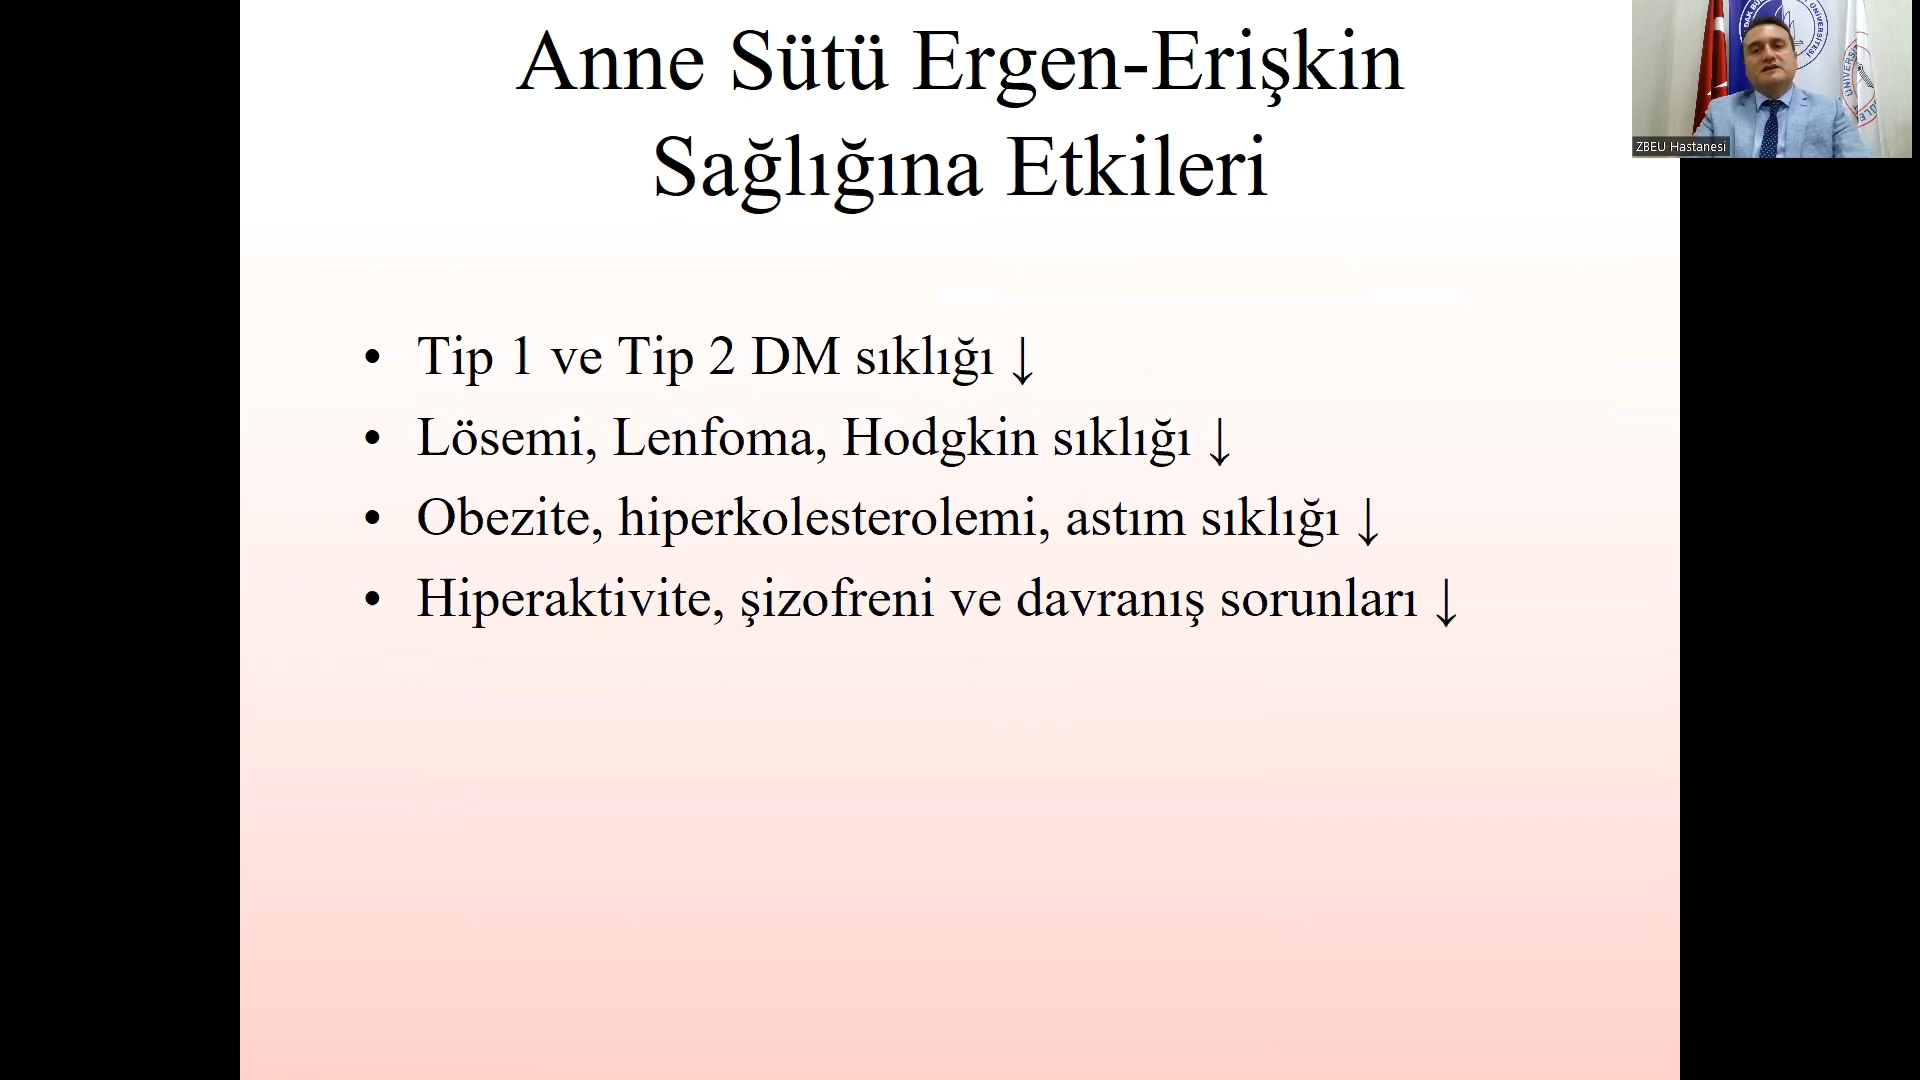 Anne Sütü Ergen-Erişkin
Sağlığına Etkileri
• Tip 1 ve Tip 2 DM sıklığı ↓
• Lösemi, Lenfoma, Hodgkin sıklığı ↓
• Obezite, hiperkolesterolemi, astım sıklığı ↓
• Hiperaktivite, şizofreni ve davranış sorunları ↓
ZBEU Hastanesi